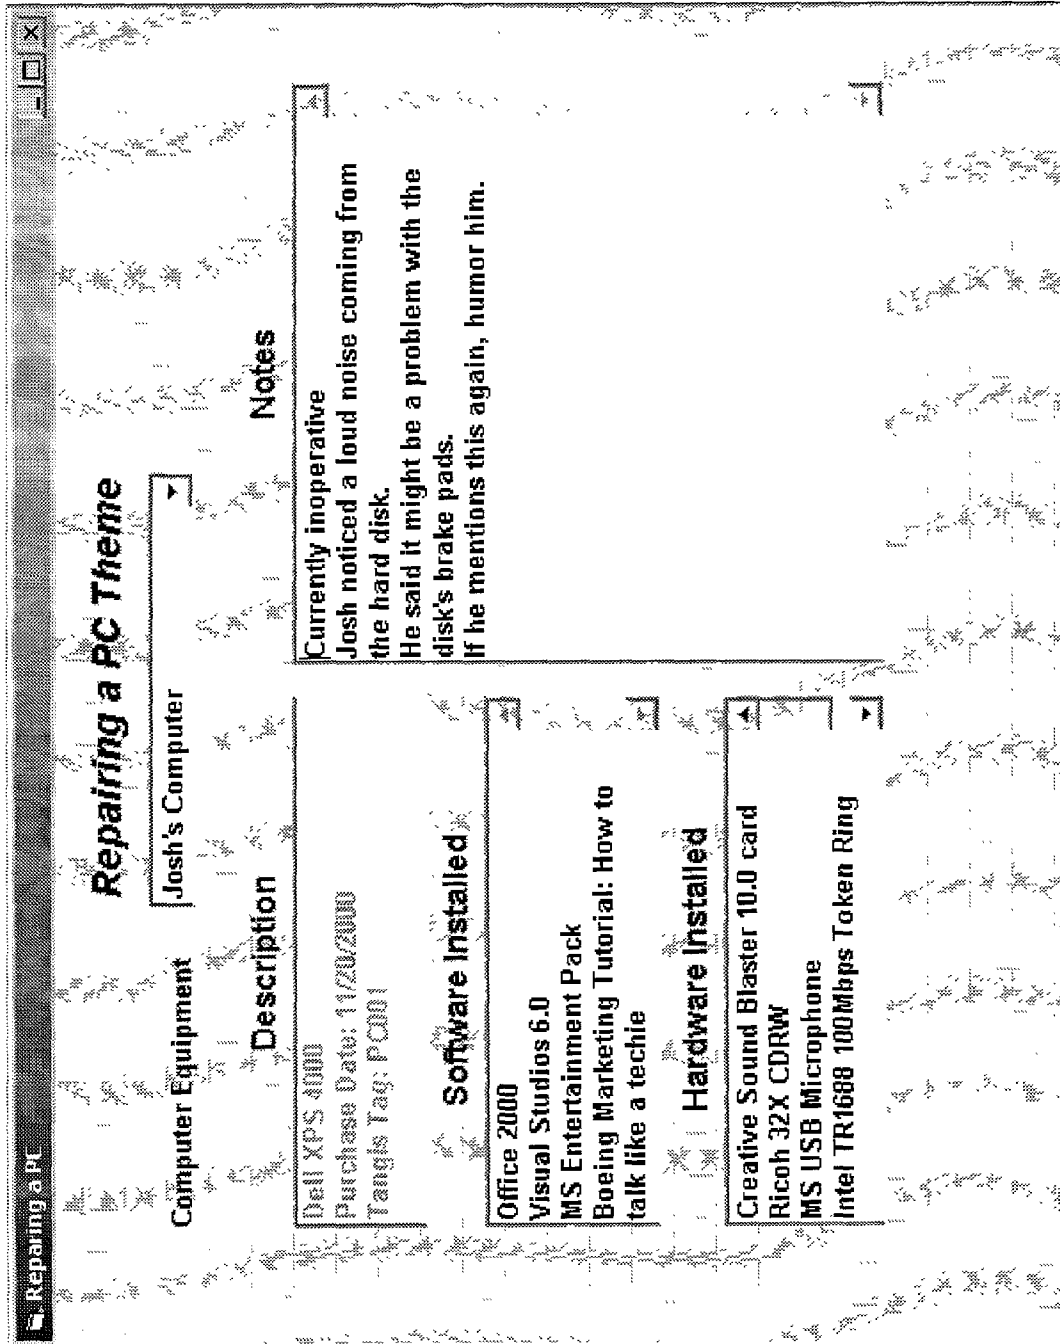 Reparing a PC
Repairing a PC Theme
Computer Equipment
Josh's Computer
Description
Dell XPS 4000
Purchase Date: 11/20/2000
Tangis Tag: PC001
Software Installed
Office 2000
Visual Studios 6.0
MS Entertainment Pack
Boeing Marketing Tutorial: How to
talk like a techie
Hardware Installed
Creative Sound Blaster 10.0 card
Ricoh 32X CDRW
MS USB Microphone
Intel TR1688 100Mbps Token Ring
Notes
Currently inoperative
Josh noticed a loud noise coming from
the hard disk.
He said it might be a problem with the
disk's brake pads.
If he mentions this again, humor him.